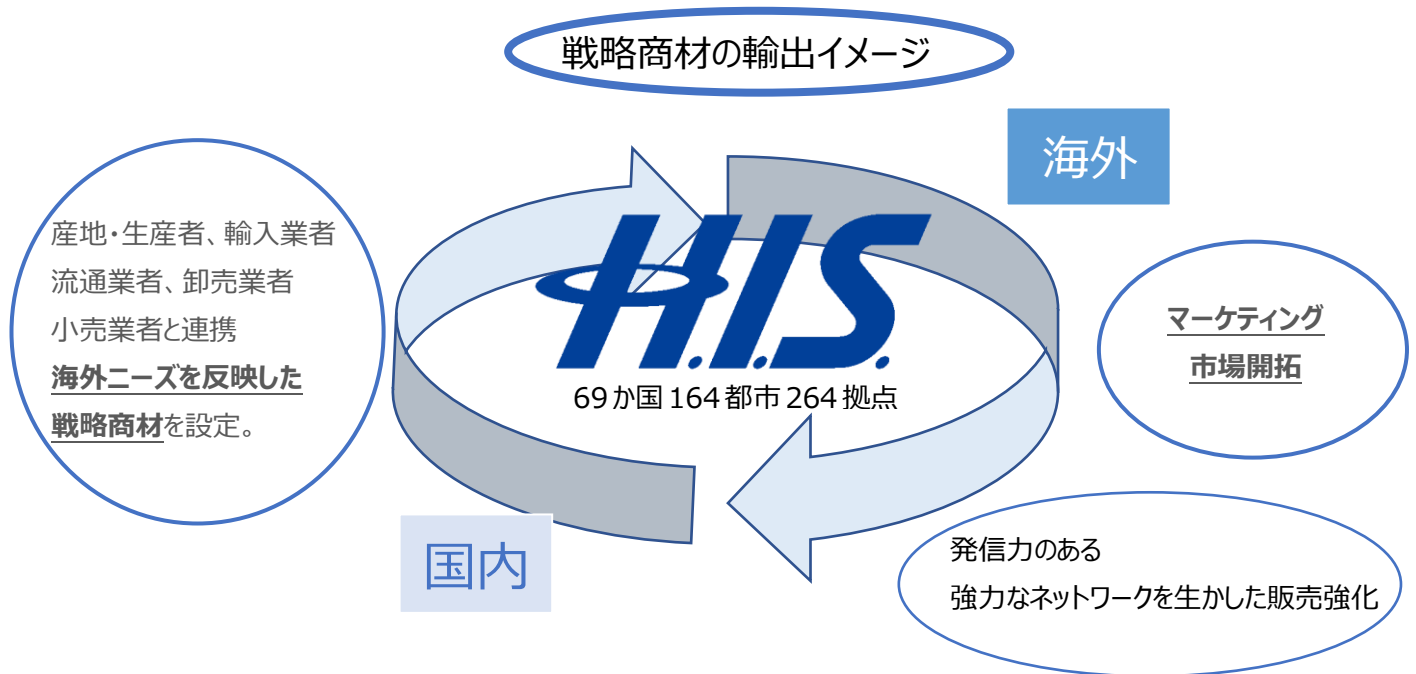 戦略商材の輸出イメージ
海外
産地・生産者、輸入業者
流通業者、卸売業者
小売業者と連携
海外ニーズを反映した
戦略商材を設定。
H.I.S.
69か国164都市264拠点
マーケティング
市場開拓
国内
発信力のある
強力なネットワークを生かした販売強化